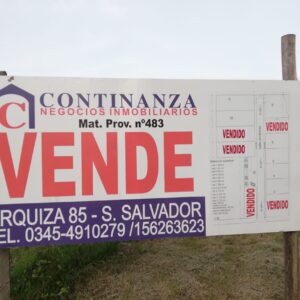 C CONTINANZA
NEGOCIOS INMOBILIARIOS
Mat. Prov. nº483
VENDE
RQUIZA 85 - S. SALVADOR
EL. 0345-4910279 /156263623
VENDIDO
VENDIDO
VENDIDO
VENDIDO
VENDIDO
VENDIDO